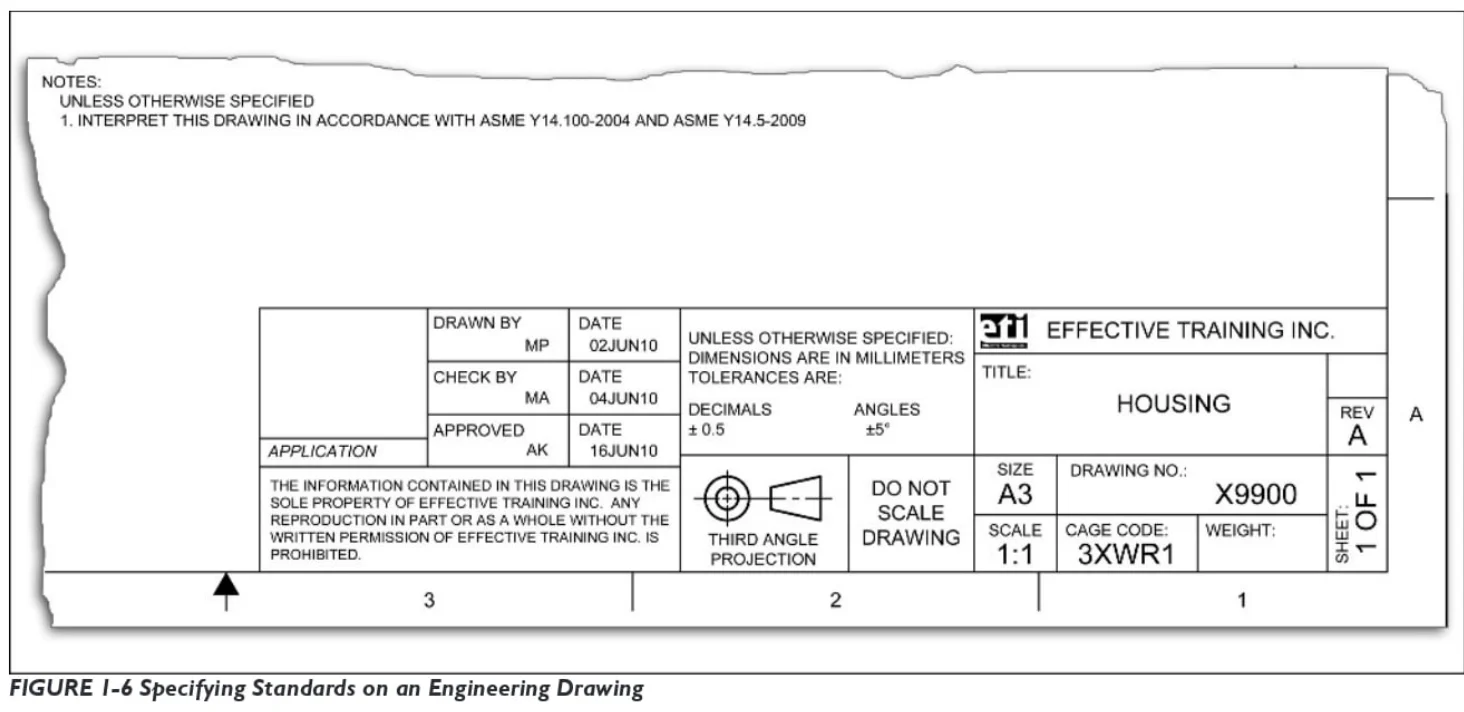 NOTES:
UNLESS OTHERWISE SPECIFIED
1. INTERPRET THIS DRAWING IN ACCORDANCE WITH ASME Y14.100-2004 AND ASME Y14.5-2009
APPLICATION
DRAWN BY
MP
DATE
02JUN10
CHECK BY
MA
DATE
04JUN10
APPROVED
AK
DATE
16JUN10
THE INFORMATION CONTAINED IN THIS DRAWING IS THE
SOLE PROPERTY OF EFFECTIVE TRAINING INC. ANY
REPRODUCTION IN PART OR AS A WHOLE WITHOUT THE
WRITTEN PERMISSION OF EFFECTIVE TRAINING INC. IS
PROHIBITED.
UNLESS OTHERWISE SPECIFIED:
DIMENSIONS ARE IN MILLIMETERS
TOLERANCES ARE:
DECIMALS ANGLES
± 0.5 ±5°
THIRD ANGLE
PROJECTION
DO NOT
SCALE
DRAWING
eti EFFECTIVE TRAINING INC.
TITLE:
HOUSING
REV
A
SIZE
A3
DRAWING NO.:
X9900
SCALE
1:1
CAGE CODE:
3XWR1
WEIGHT:
SHEET:
1 OF 1
A
3 2 1
FIGURE 1-6 Specifying Standards on an Engineering Drawing